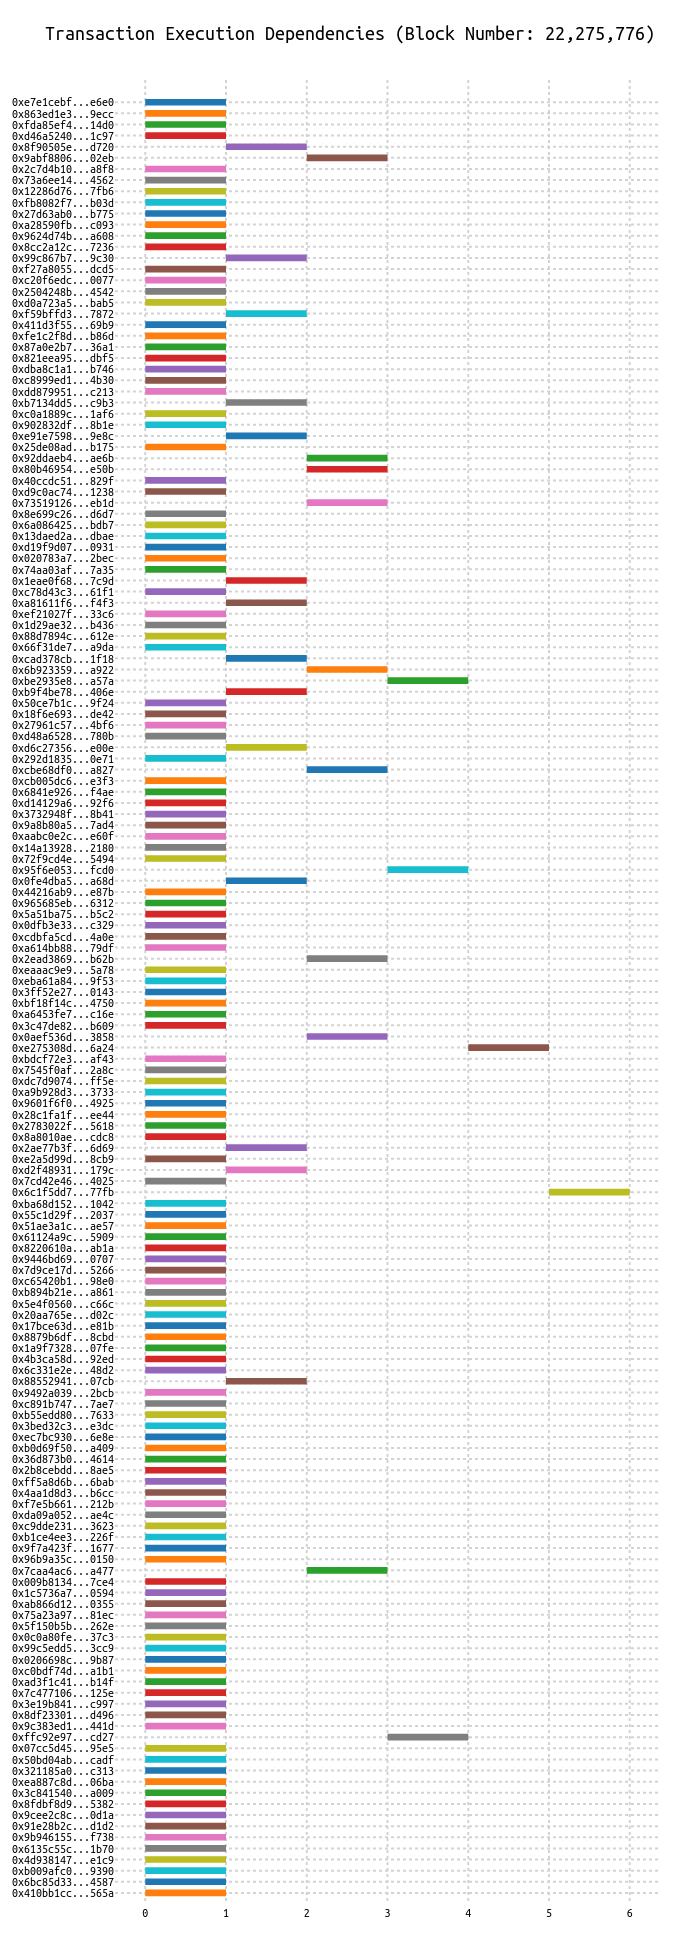 Transaction Execution Dependencies (Block Number: 22,275,776)
0xe7e1cebf...e6e0
0x863ed1e3...9ecc
0xfda85ef4...14d0
0xd46a5240...1c97
0x8f90505e...d720
0x9abf8806...02eb
0x2c7d4b10...a8f8
0x73a6ee14...4562
0x12286d76...7fb6
0xfb8082f7...b03d
0x27d63ab0...b775
0xa28590fb...c093
0x9624d74b...a608
0x8cc2a12c...7236
0x99c867b7...9c30
0xf27a8055...dcd5
0xc20f6edc...0077
0x2504248b...4542
0xd0a723a5...bab5
0xf59bffd3...7872
0x411d3f55...69b9
0xfe1c2f8d...b86d
0x87a0e2b7...36a1
0x821eea95...dbf5
0xdba8c1a1...b746
0xc8999ed1...4b30
0xdd879951...c213
0xb7134dd5...c9b3
0xc0a1889c...1af6
0x902832df...8b1e
0xe91e7598...9e8c
0x25de08ad...b175
0x92ddaeb4...ae6b
0x80b46954...e50b
0x40ccdc51...829f
0xd9c0ac74...1238
0x73519126...eb1d
0x8e699c26...d6d7
0x6a086425...bdb7
0x13daed2a...dbae
0xd19f9d07...0931
0x020783a7...2bec
0x74aa03af...7a35
0x1eae0f68...7c9d
0xc78d43c3...61f1
0xa81611f6...f4f3
0xef21027f...33c6
0x1d29ae32...b436
0x88d7894c...612e
0x66f31de7...a9da
0xcad378cb...1f18
0x6b923359...a922
0xbe2935e8...a57a
0xb9f4be78...406e
0x50ce7b1c...9f24
0x18f6e693...de42
0x27961c57...4bf6
0xd48a6528...780b
0xd6c27356...e00e
0x292d1835...0e71
0xcbe68df0...a827
0xcb005dc6...e3f3
0x6841e926...f4ae
0xd14129a6...92f6
0x3732948f...8b41
0x9a8b80a5...7ad4
0xaabc0e2c...e60f
0x14a13928...2180
0x72f9cd4e...5494
0x95f6e053...fcd0
0x0fe4dba5...a68d
0x44216ab9...e87b
0x965685eb...6312
0x5a51ba75...b5c2
0x0dfb3e33...c329
0xcdbfa5cd...4a0e
0xa614bb88...79df
0x2ead3869...b62b
0xeaaac9e9...5a78
0xeba61a84...9f53
0x3ff52e27...0143
0xbf18f14c...4750
0xa6453fe7...c16e
0x3c47de82...b609
0x0aef536d...3858
0xe275308d...6a24
0xbdcf72e3...af43
0x7545f0af...2a8c
0xdc7d9074...ff5e
0xa9b928d3...3733
0x9601f6f0...4925
0x28c1fa1f...ee44
0x2783022f...5618
0x8a8010ae...cdc8
0x2ae77b3f...6d69
0xe2a5d99d...8cb9
0xd2f48931...179c
0x7cd42e46...4025
0x6c1f5dd7...77fb
0xba68d152...1042
0x55c1d29f...2037
0x51ae3a1c...ae57
0x61124a9c...5909
0x8220610a...ab1a
0x9446bd69...0707
0x7d9ce17d...5266
0xc65420b1...98e0
0xb894b21e...a861
0x5e4f0560...c66c
0x20aa765e...d02c
0x17bce63d...e81b
0x8879b6df...8cbd
0x1a9f7328...07fe
0x4b3ca58d...92ed
0x6c331e2e...48d2
0x88552941...07cb
0x9492a039...2bcb
0xc891b747...7ae7
0xb55edd80...7633
0x3bed32c3...e3dc
0xec7bc930...6e8e
0xb0d69f50...a409
0x36d873b0...4614
0x2b8cebdd...8ae5
0xff5a8d6b...6bab
0x4aa1d8d3...b6cc
0xf7e5b661...212b
0xda09a052...ae4c
0xc9dde231...3623
0xb1ce4ee3...226f
0x9f7a423f...1677
0x96b9a35c...0150
0x7caa4ac6...a477
0x009b8134...7ce4
0x1c5736a7...0594
0xab866d12...0355
0x75a23a97...81ec
0x5f150b5b...262e
0x0c0a80fe...37c3
0x99c5edd5...3cc9
0x0206698c...9b87
0xc0bdf74d...a1b1
0xad3f1c41...b14f
0x7c477106...125e
0x3e19b841...c997
0x8df23301...d496
0x9c383ed1...441d
0xffc92e97...cd27
0x07cc5d45...95e5
0x50bd04ab...cadf
0x321185a0...c313
0xea887c8d...06ba
0x3c841540...a009
0x8fdbf8d9...5382
0x9cee2c8c...0d1a
0x91e28b2c...d1d2
0x9b946155...f738
0x6135c55c...1b70
0x4d938147...e1c9
0xb009afc0...9390
0x6bc85d33...4587
0x410bb1cc...565a
0 1 2 3 4 5 6